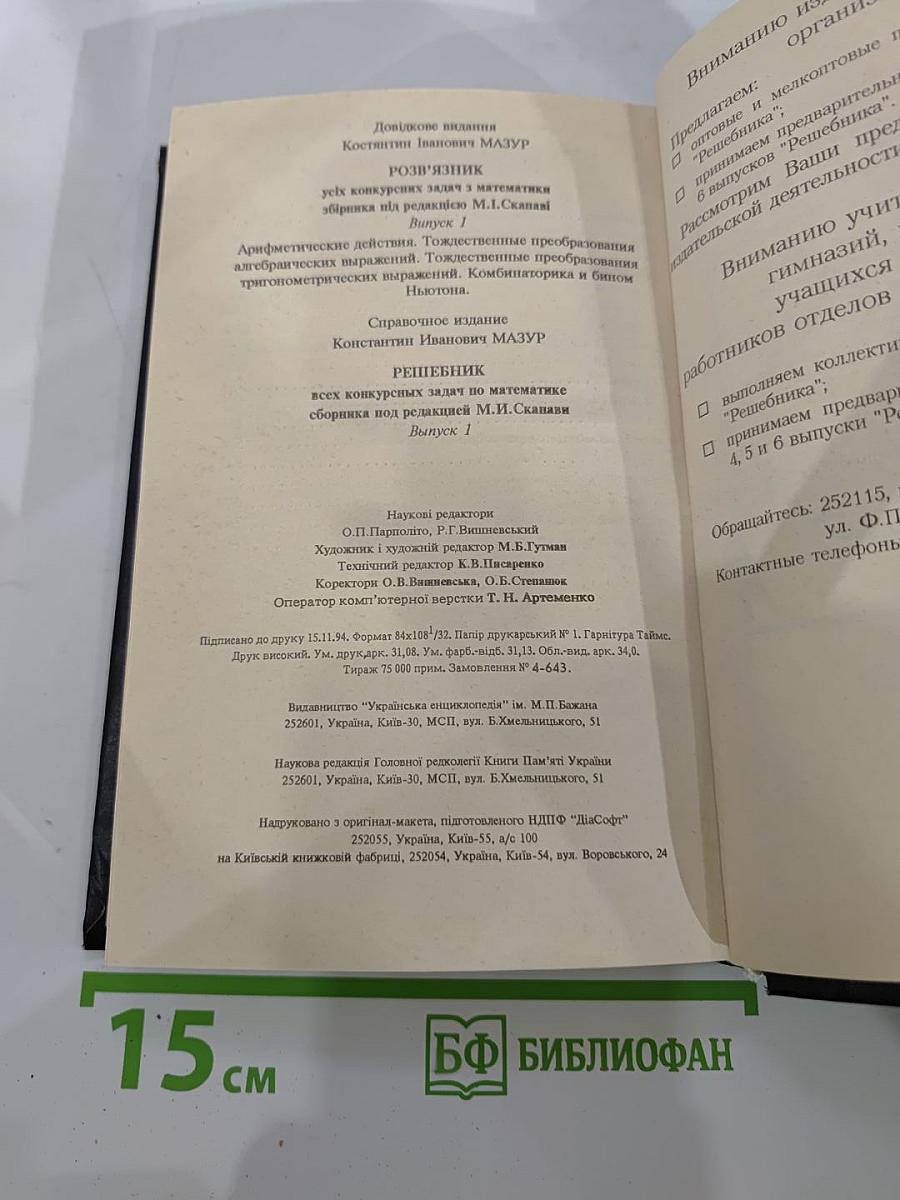 Довідкове видання
Костянтин Іванович МАЗУР
РОЗВ'ЯЗНИК
усіх конкурсних задач з математики
збірника під редакцією М.І.Сканаві
Випуск 1
Арифметические действия. Тождественные преобразования
алгебраических выражений. Тождественные преобразования
тригонометрических выражений. Комбинаторика и бином
Ньютона.
Справочное издание
Константин Иванович МАЗУР
РЕШЕБНИК
всех конкурсных задач по математике
сборника под редакцией М.И.Сканави
Выпуск 1
Наукові редактори
О.П.Парполіто, Р.Г.Вишневський
Художник і художній редактор М.Б.Гутман
Технічний редактор К.В.Писаренко
Коректори О.В.Вишневська, О.Б.Степанюк
Оператор комп'ютерної верстки Т. Н. Артеменко
Підписано до друку 15.11.94. Формат 84х108¹/32. Папір друкарський № 1. Гарнітура Таймс.
Друк високий. Ум. друк.арк. 31,08. Ум. фарб.-відб. 31,13. Обл.-вид. арк. 34,0.
Тираж 75 000 прим. Замовлення № 4-643.
Видавництво "Українська енциклопедія" ім. М.П.Бажана
252601, Україна, Київ-30, МСП, вул. Б.Хмельницького, 51
Наукова редакція Головної редколегії Книги Пам'яті України
252601, Україна, Київ-30, МСП, вул. Б.Хмельницького, 51
Надруковано з оригінал-макета, підготовленого НДПФ "ДіаСофт"
252055, Україна, Київ-55, а/с 100
на Київській книжковій фабриці, 252054, Україна, Київ-54, вул. Воровського, 24
Вниманию
Предлагаем:
оптовые и мелкоптовые
"Решебника";
принимаем
6 выпусков "Решебника".
Рассмотрим Ваши
деятельности
Вниманию
гимназий,
учащихся
работников отделов
выполняем
"Решебника";
принимаем
4, 5 и 6 выпуски
Обращайтесь: 252115,
ул.
Контактные телефоны
15 см
БФ БИБЛИОФАН